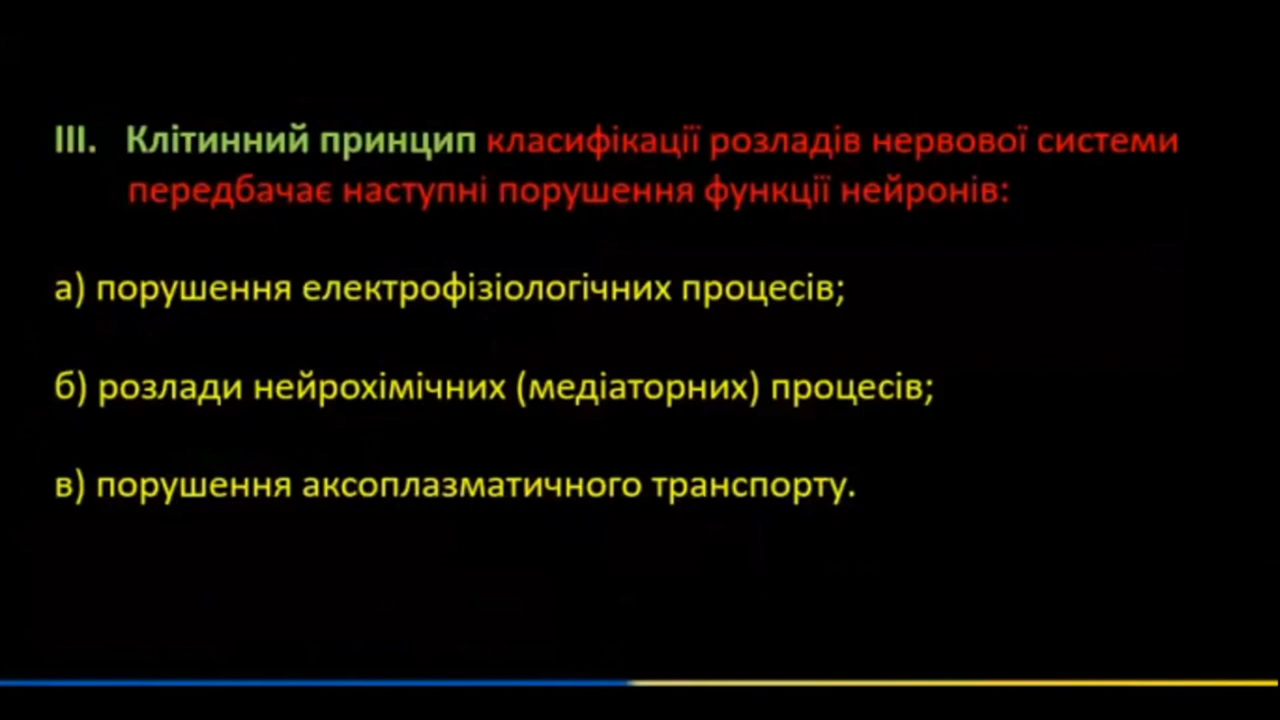 III. Клітинний принцип класифікації розладів нервової системи
передбачає наступні порушення функції нейронів:
а) порушення електрофізіологічних процесів;
б) розлади нейрохімічних (медіаторних) процесів;
в) порушення аксоплазматичного транспорту.